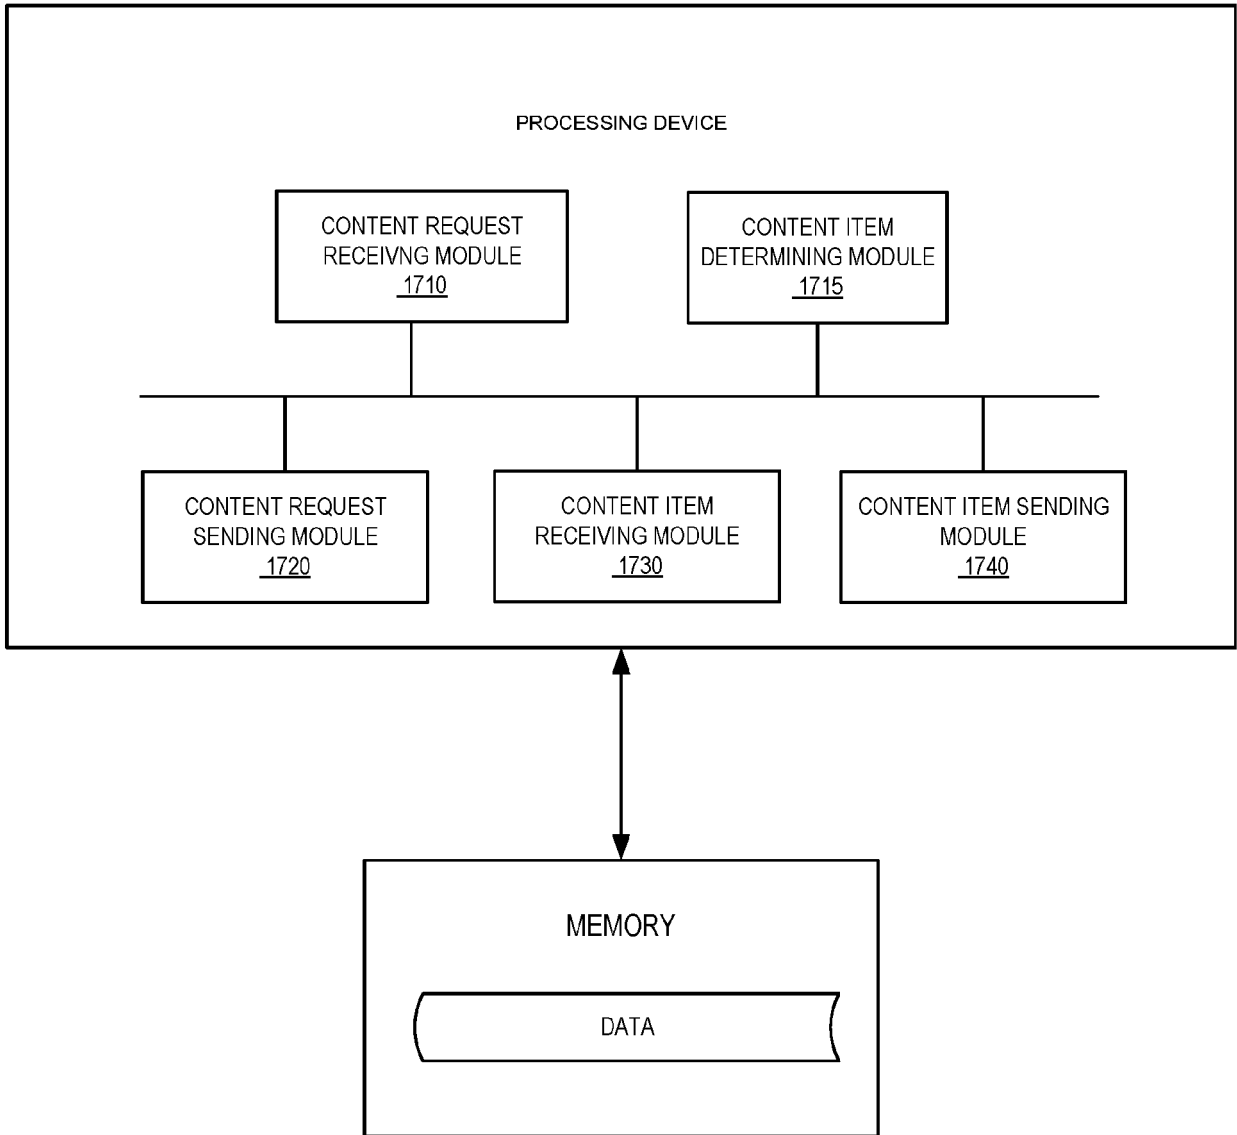 PROCESSING DEVICE
CONTENT REQUEST
RECEIVNG MODULE
1710
CONTENT ITEM
DETERMINING MODULE
1715
CONTENT REQUEST
SENDING MODULE
1720
CONTENT ITEM
RECEIVING MODULE
1730
CONTENT ITEM SENDING
MODULE
1740
MEMORY
DATA